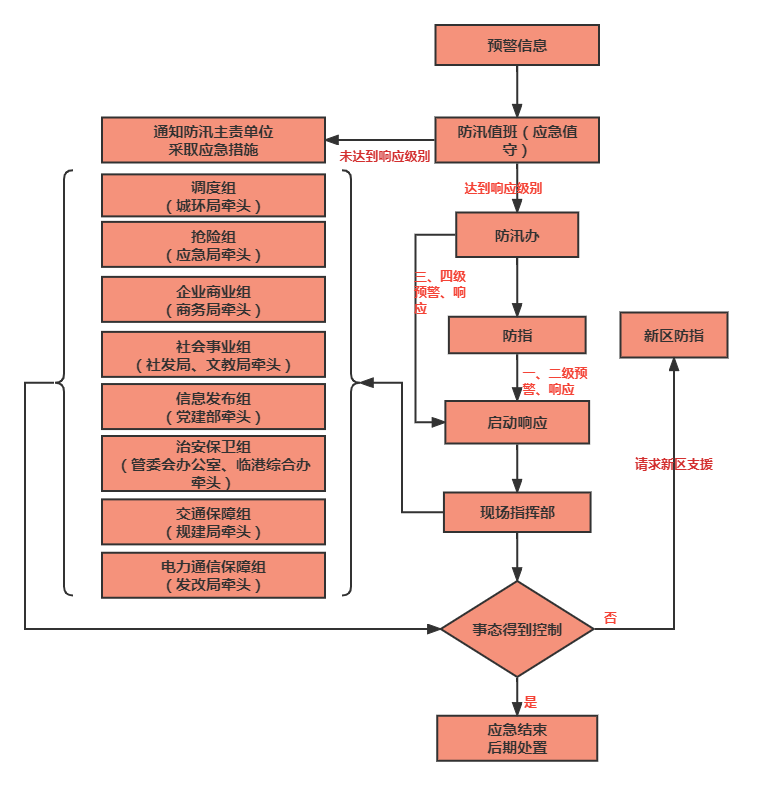 预警信息
防汛值班（应急值
守）
未达到响应级别
通知防汛主责单位
采取应急措施
达到响应级别
防汛办
三、四级
预警、响
应
防指
一、二级预
警、响应
启动响应
现场指挥部
调度组
（城环局牵头）
抢险组
（应急局牵头）
企业商业组
（商务局牵头）
社会事业组
（社发局、文教局牵头）
信息发布组
（党建部牵头）
治安保卫组
（管委会办公室、临港综合办
牵头）
交通保障组
（规建局牵头）
电力通信保障组
（发改局牵头）
事态得到控制
否
请求新区支援
新区防指
是
应急结束
后期处置